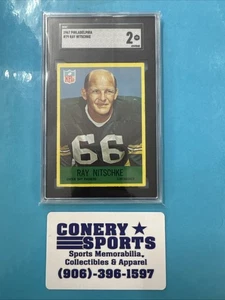 1967 PHILADELPHIA
#79 RAY NITSCHKE
SGC
2
66
RAY NITSCHKE
GREEN BAY PACKERS
CONERY
SPORTS
Sports Memorabilia,
Collectibles & Apparel
(906)-396-1597